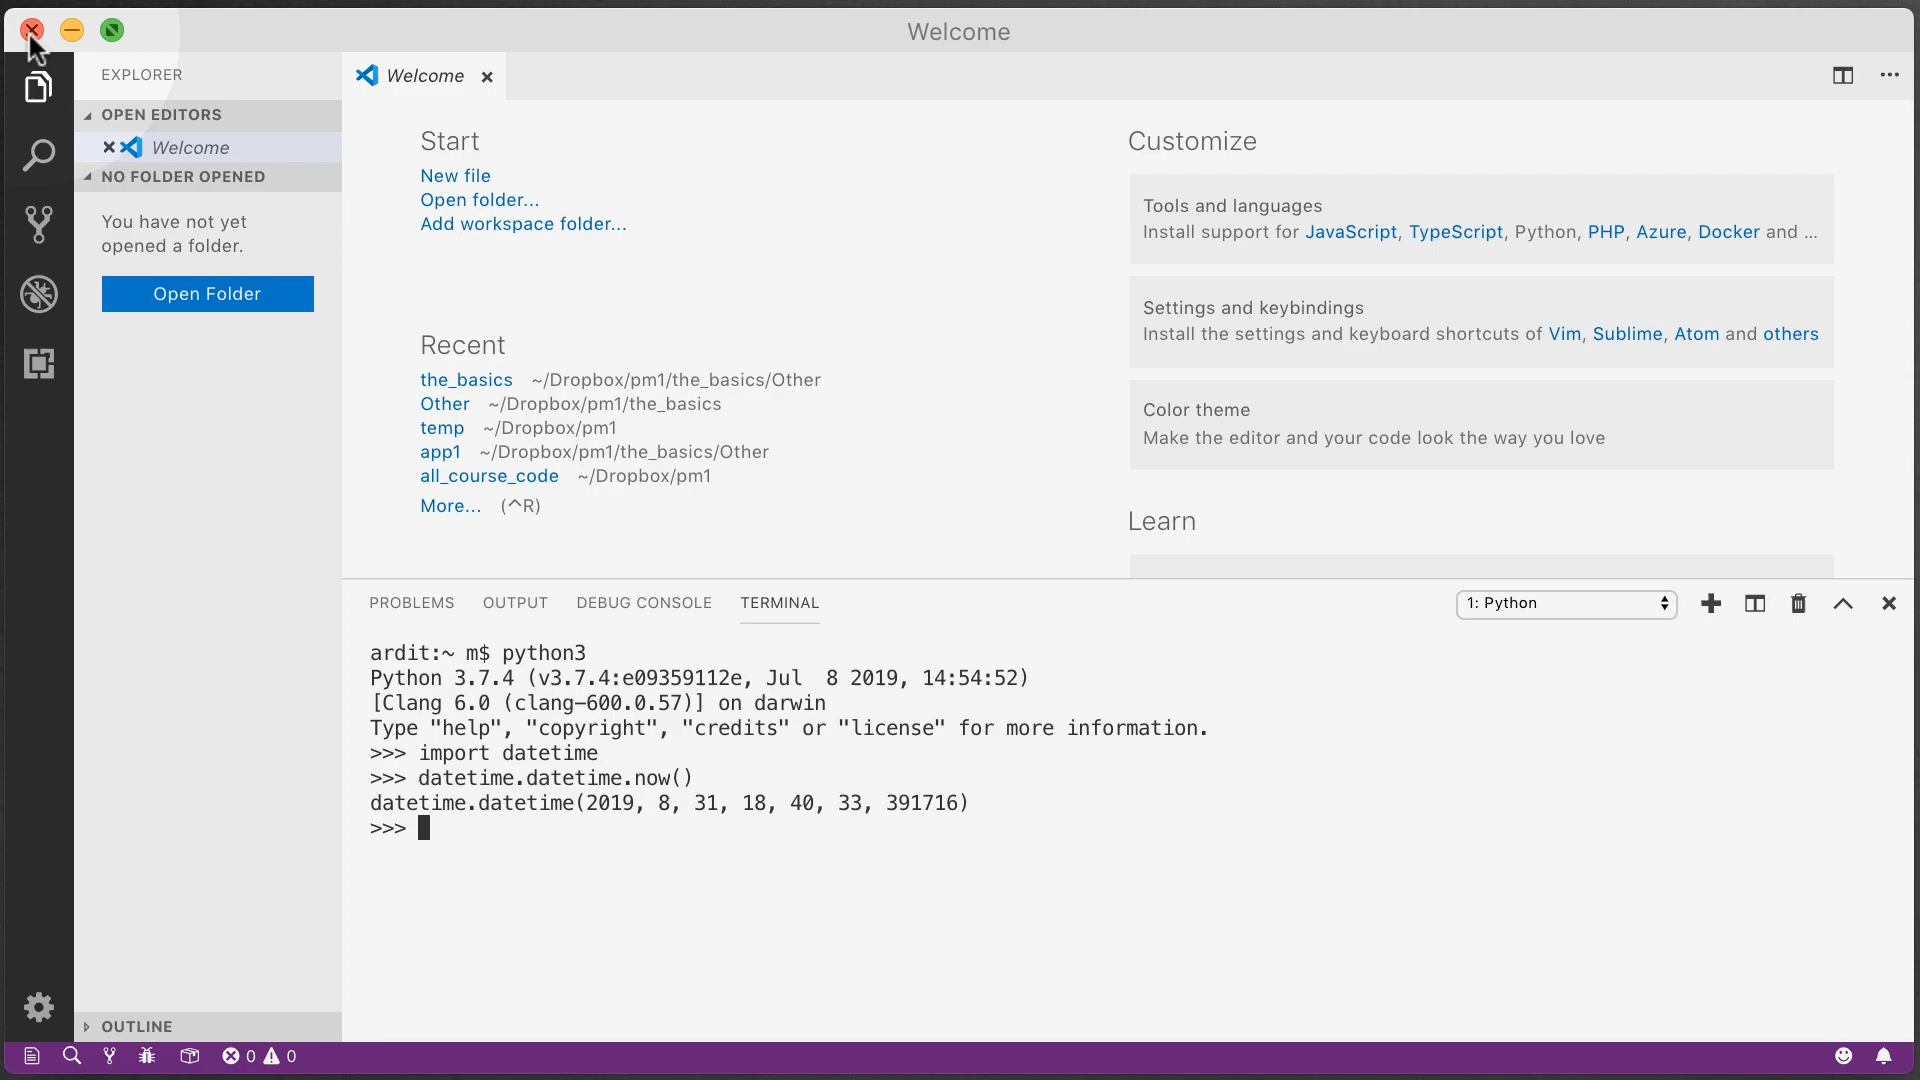 Welcome
EXPLORER
OPEN EDITORS
Welcome
NO FOLDER OPENED
You have not yet
opened a folder.
Open Folder
OUTLINE
Welcome
Start
New file
Open folder...
Add workspace folder...
Recent
the_basics ~/Dropbox/pm1/the_basics/Other
Other ~/Dropbox/pm1/the_basics
temp ~/Dropbox/pm1
app1 ~/Dropbox/pm1/the_basics/Other
all_course_code ~/Dropbox/pm1
More... (^R)
Customize
Tools and languages
Install support for JavaScript, TypeScript, Python, PHP, Azure, Docker and ...
Settings and keybindings
Install the settings and keyboard shortcuts of Vim, Sublime, Atom and others
Color theme
Make the editor and your code look the way you love
Learn
PROBLEMS OUTPUT DEBUG CONSOLE TERMINAL 1: Python
ardit:~ m$ python3
Python 3.7.4 (v3.7.4:e09359112e, Jul  8 2019, 14:54:52)
[Clang 6.0 (clang-600.0.57)] on darwin
Type "help", "copyright", "credits" or "license" for more information.
>>> import datetime
>>> datetime.datetime.now()
datetime.datetime(2019, 8, 31, 18, 40, 33, 391716)
>>>
0 0